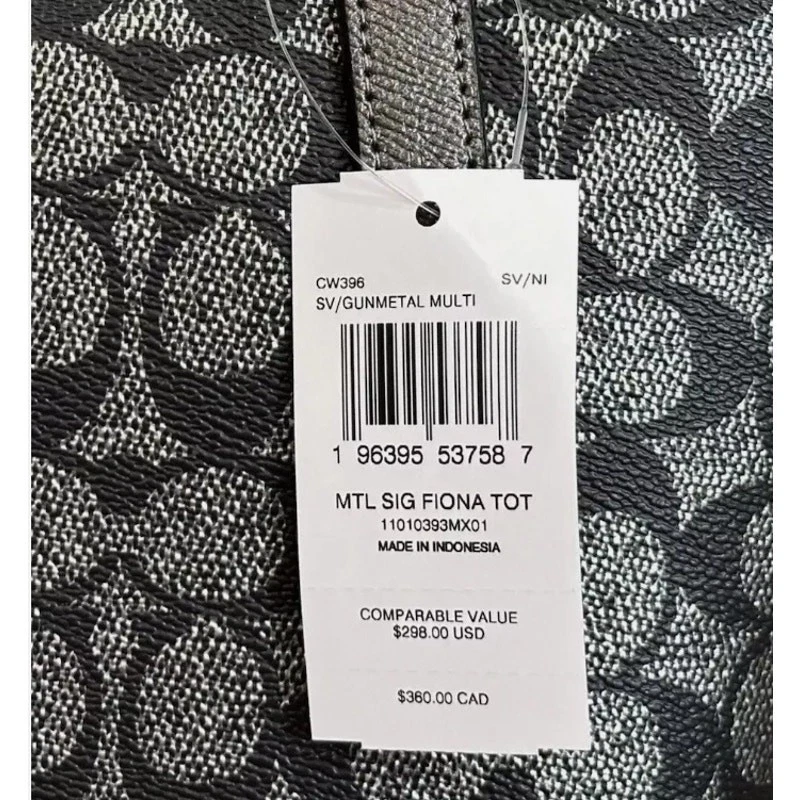 CW396 SV/NI
SV/GUNMETAL MULTI
1 96395 53758 7
MTL SIG FIONA TOT
11010393MX01
MADE IN INDONESIA
COMPARABLE VALUE
$298.00 USD
$360.00 CAD